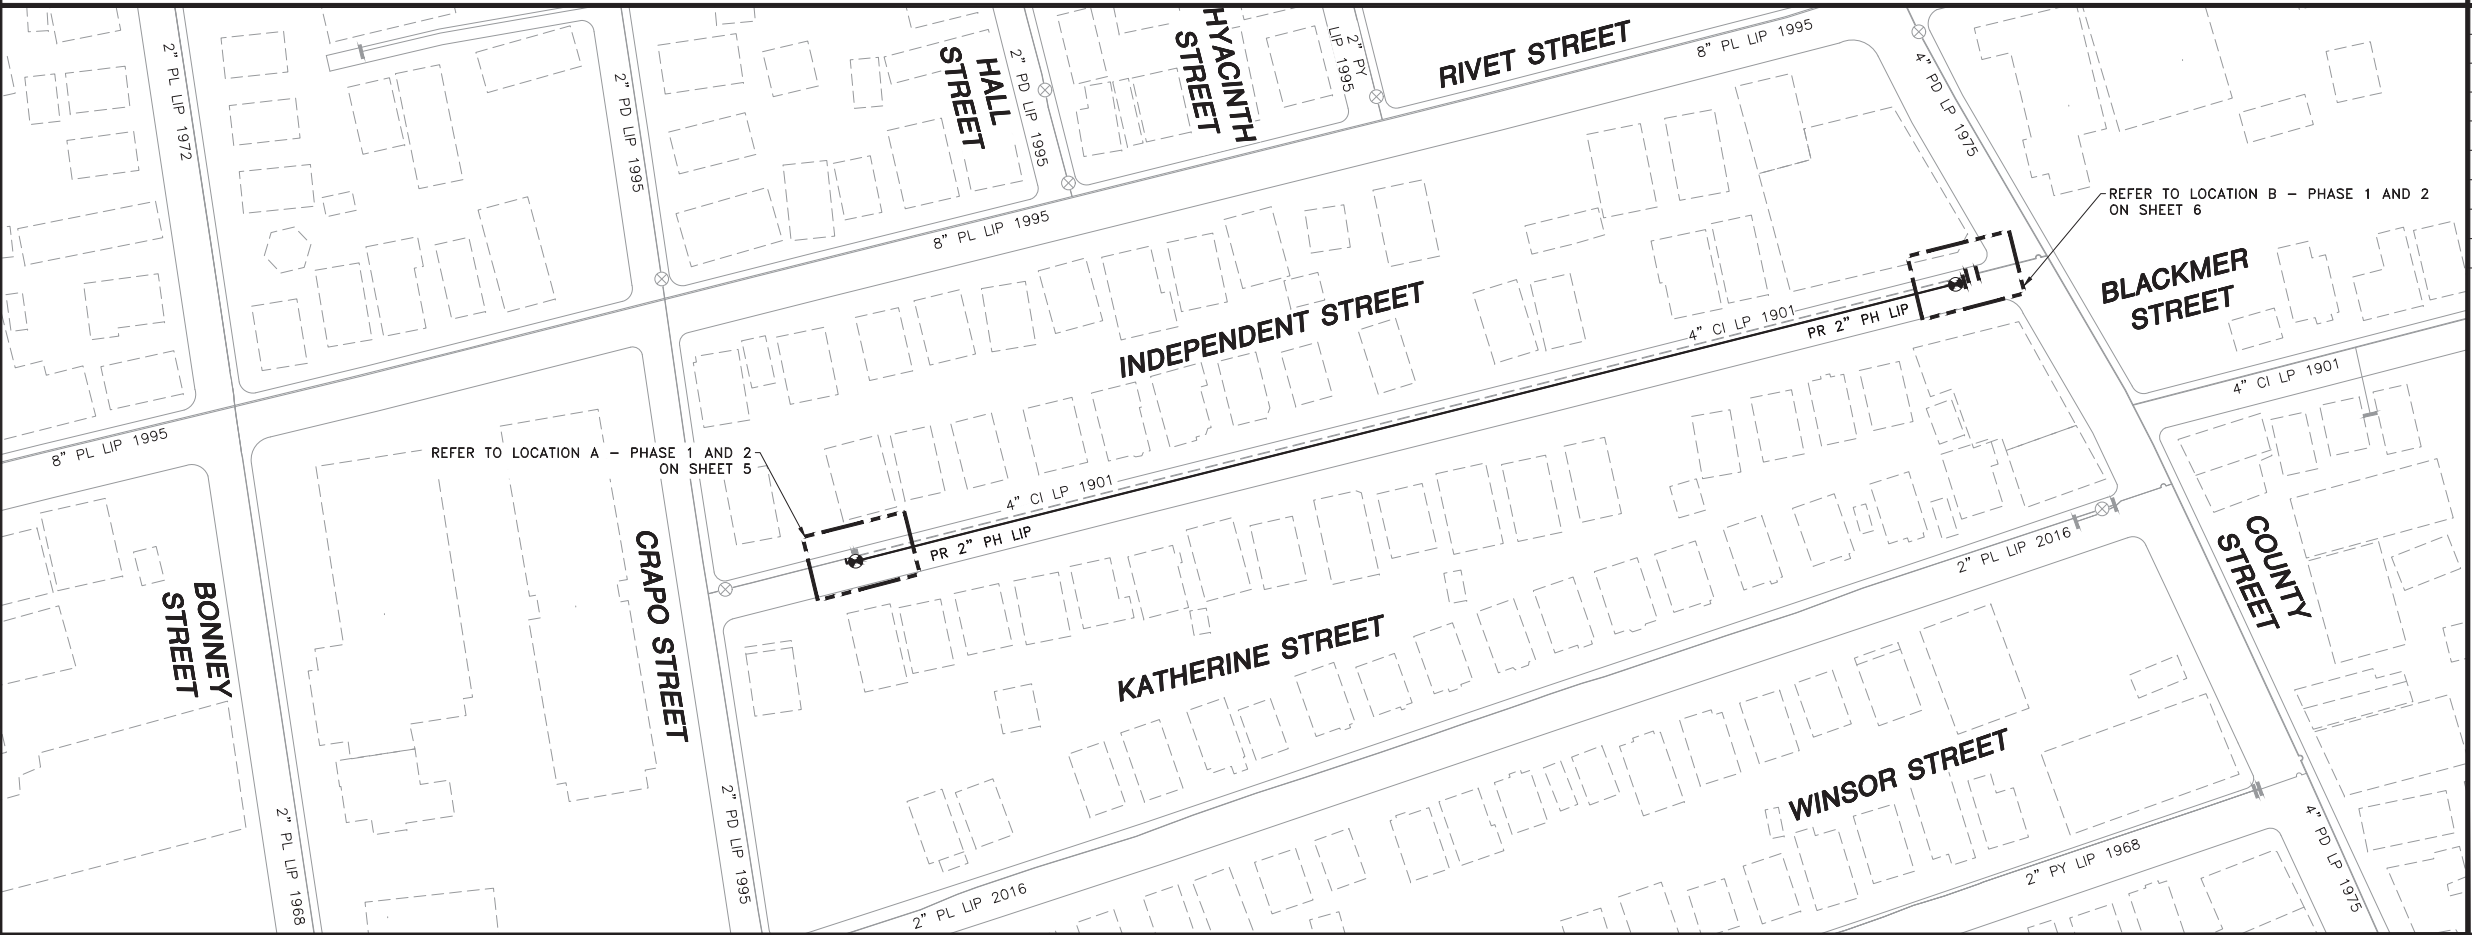 2” PL LIP 1972
2” PD LIP 1995
HALL
STREET
2” PD LIP 1995
HYACINTH
STREET
2” PY
LIP 1995
RIVET STREET
8” PL LIP 1995
4” PD LP 1975
REFER TO LOCATION B – PHASE 1 AND 2
ON SHEET 6
8” PL LIP 1995
BLACKMER
STREET
INDEPENDENT STREET
4” CI LP 1901
PR 2” PH LIP
4” CI LP 1901
8” PL LIP 1995
REFER TO LOCATION A – PHASE 1 AND 2
ON SHEET 5
4” CI LP 1901
PR 2” PH LIP
BONNEY
STREET
CRAPO STREET
KATHERINE STREET
2” PL LIP 2016
COUNTY
STREET
WINSOR STREET
2” PL LIP 1968
2” PD LIP 1995
2” PL LIP 2016
2” PY LIP 1968
4” PD LP 1975